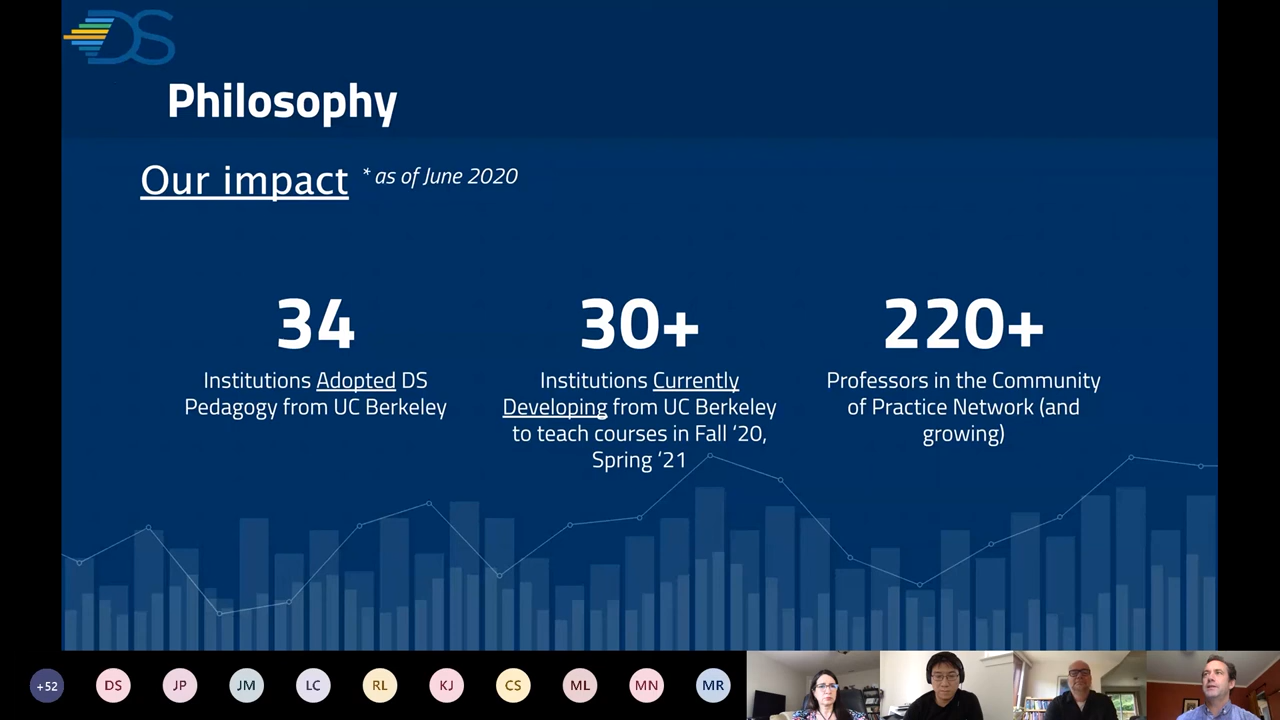 DS
Philosophy
Our impact * as of June 2020
34
Institutions Adopted DS
Pedagogy from UC Berkeley
30+
Institutions Currently
Developing from UC Berkeley
to teach courses in Fall ‘20,
Spring ‘21
220+
Professors in the Community
of Practice Network (and
growing)
+52 DS JP JM LC RL KJ CS ML MN MR